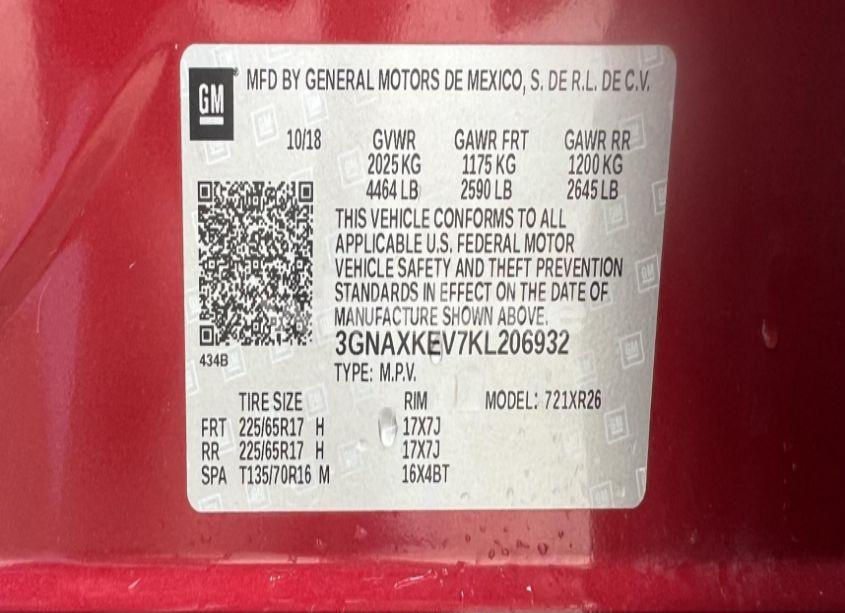 GM
MFD BY GENERAL MOTORS DE MEXICO, S. DE R.L. DE C.V.
10/18 GVWR GAWR FRT GAWR RR
2025 KG 1175 KG 1200 KG
4464 LB 2590 LB 2645 LB
THIS VEHICLE CONFORMS TO ALL
APPLICABLE U.S. FEDERAL MOTOR
VEHICLE SAFETY AND THEFT PREVENTION
STANDARDS IN EFFECT ON THE DATE OF
MANUFACTURE SHOWN ABOVE.
3GNAXKEV7KL206932
434B
TYPE: M.P.V.
TIRE SIZE RIM MODEL: 721XR26
FRT 225/65R17 H 17X7J
RR 225/65R17 H 17X7J
SPA T135/70R16 M 16X4BT